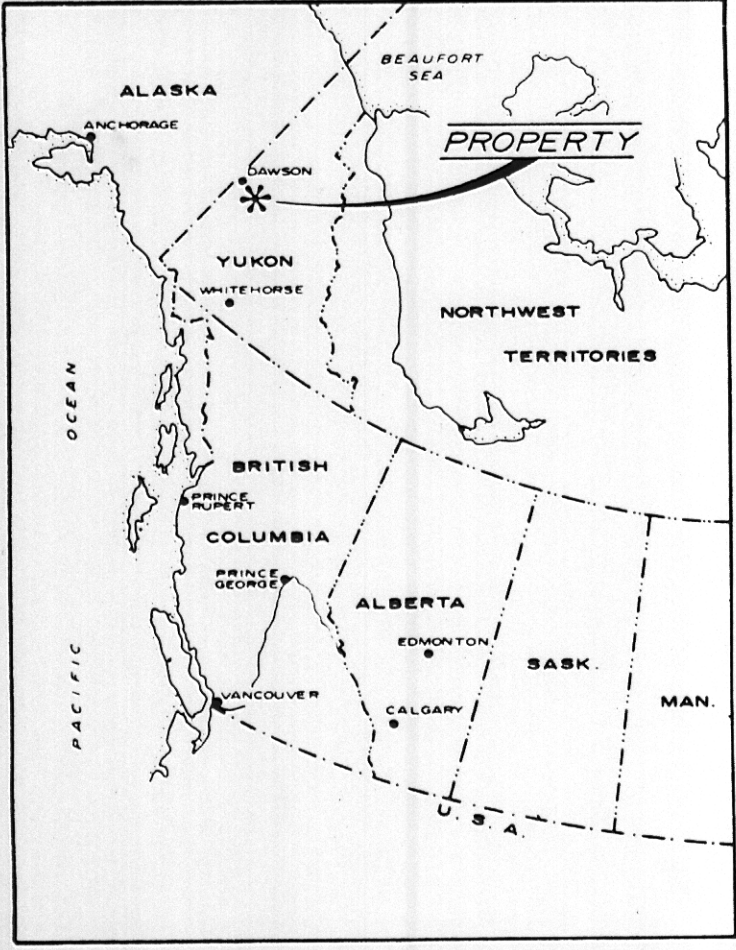 BEAUFORT
SEA
ALASKA
ANCHORAGE
PROPERTY
DAWSON
YUKON
WHITEHORSE
NORTHWEST
TERRITORIES
OCEAN
BRITISH
PRINCE
RUPERT
COLUMBIA
PRINCE
GEORGE
ALBERTA
EDMONTON
SASK.
PACIFIC
VANCOUVER
MAN.
CALGARY
U. S. A.